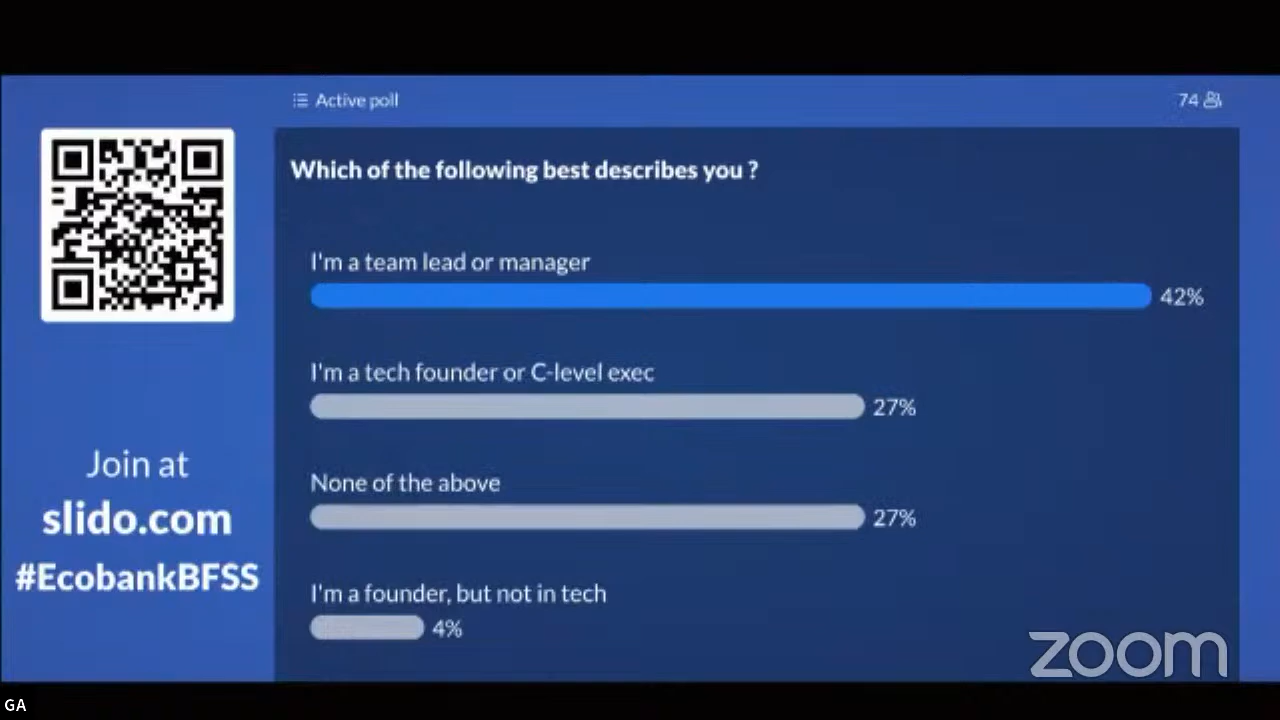 Active poll
74
Which of the following best describes you ?
I'm a team lead or manager
42%
I'm a tech founder or C-level exec
27%
None of the above
27%
I'm a founder, but not in tech
4%
Join at
slido.com
#EcobankBFSS
zoom
GA